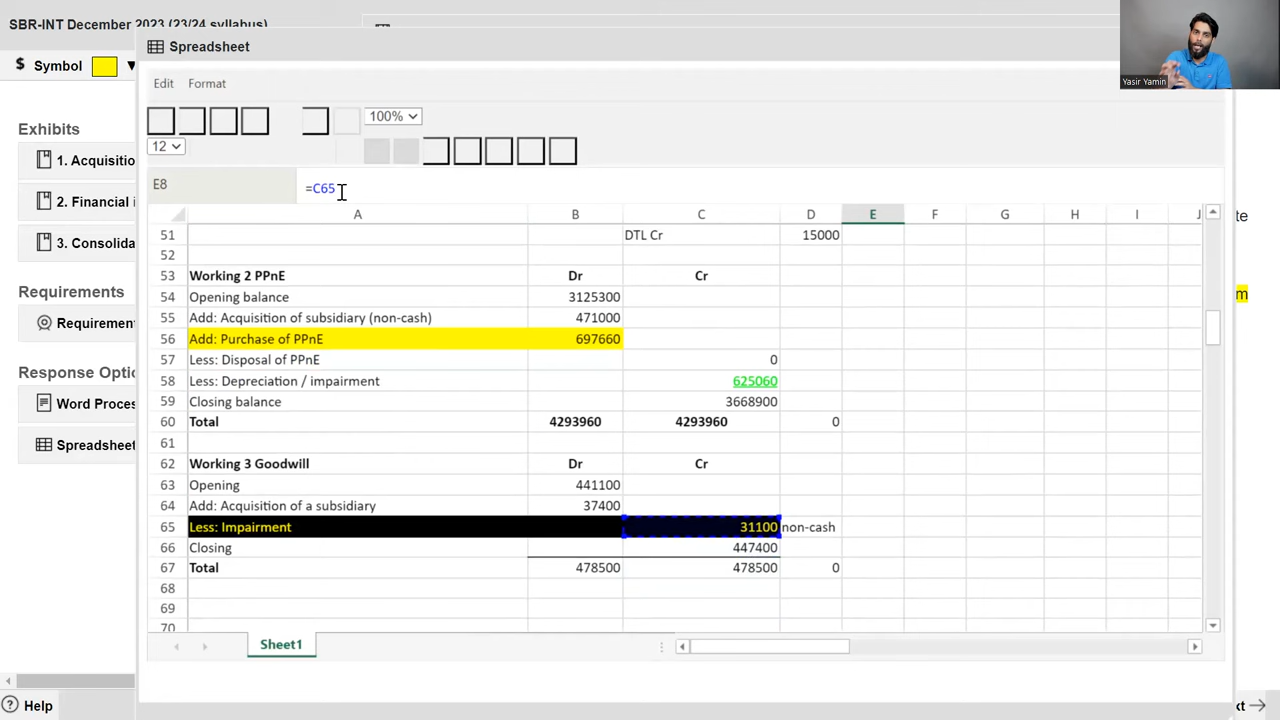 SBR-INT December 2023 (23/24 syllabus)
$ Symbol
Exhibits
1. Acquisitio
2. Financial i
3. Consolida
Requirements
Requiremen
Response Optio
Word Proces
Spreadsheet
Help
Spreadsheet
Edit Format
100%
12
E8 =C65
A B C D E F G H I J
51 DTL Cr 15000
52
53 Working 2 PPnE Dr Cr
54 Opening balance 3125300
55 Add: Acquisition of subsidiary (non-cash) 471000
56 Add: Purchase of PPnE 697660
57 Less: Disposal of PPnE 0
58 Less: Depreciation / impairment 625060
59 Closing balance 3668900
60 Total 4293960 4293960 0
61
62 Working 3 Goodwill Dr Cr
63 Opening 441100
64 Add: Acquisition of a subsidiary 37400
65 Less: Impairment 31100 non-cash
66 Closing 447400
67 Total 478500 478500 0
68
69
70
Sheet1
Yasir Yamin
te
m
xt